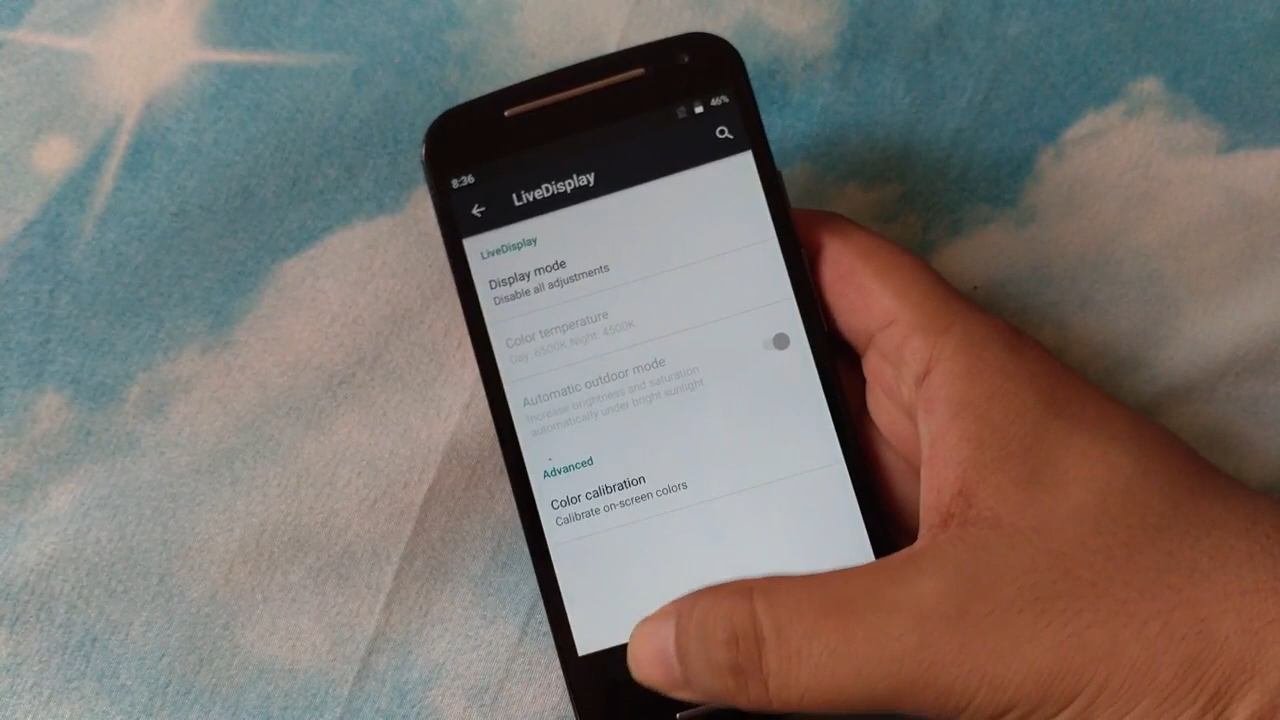 46%
8:36
LiveDisplay
LiveDisplay
Display mode
Disable all adjustments
Color temperature
Day: 6500K Night: 4500K
Automatic outdoor mode
Increase brightness and saturation
automatically under bright sunlight
Advanced
Color calibration
Calibrate on-screen colors